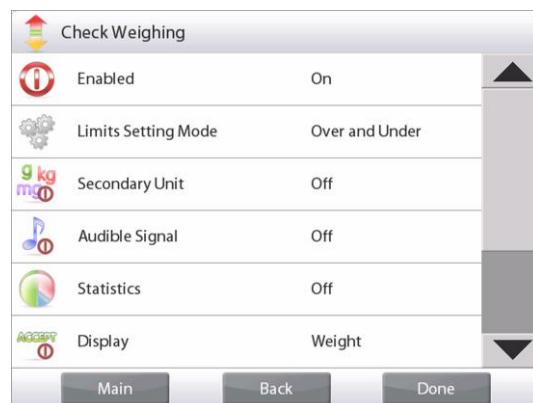 Check Weighing
Enabled On
Limits Setting Mode Over and Under
g kg
mg
Secondary Unit Off
Audible Signal Off
Statistics Off
ACCEPT
Display Weight
Main Back Done